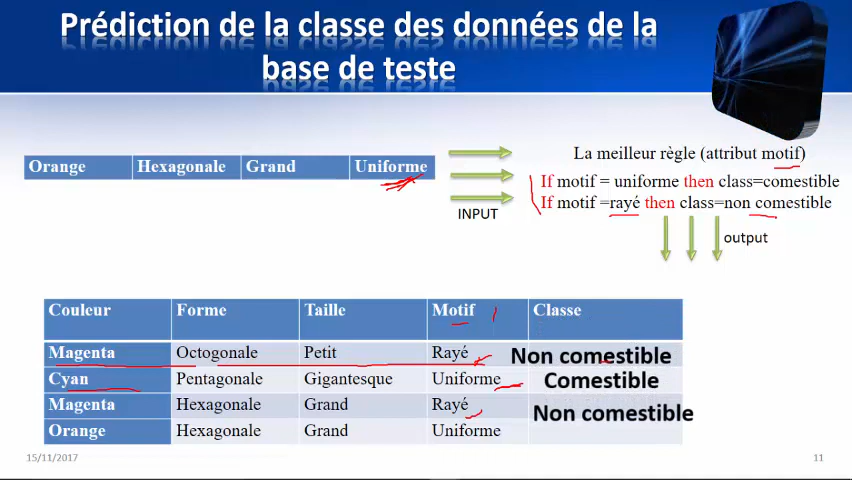 Prédiction de la classe des données de la
base de teste
Orange Hexagonale Grand Uniforme
INPUT
La meilleur règle (attribut motif)
If motif = uniforme then class=comestible
If motif =rayé then class=non comestible
output
Couleur Forme Taille Motif Classe
Magenta Octogonale Petit Rayé Non comestible
Cyan Pentagonale Gigantesque Uniforme Comestible
Magenta Hexagonale Grand Rayé Non comestible
Orange Hexagonale Grand Uniforme
15/11/2017 11